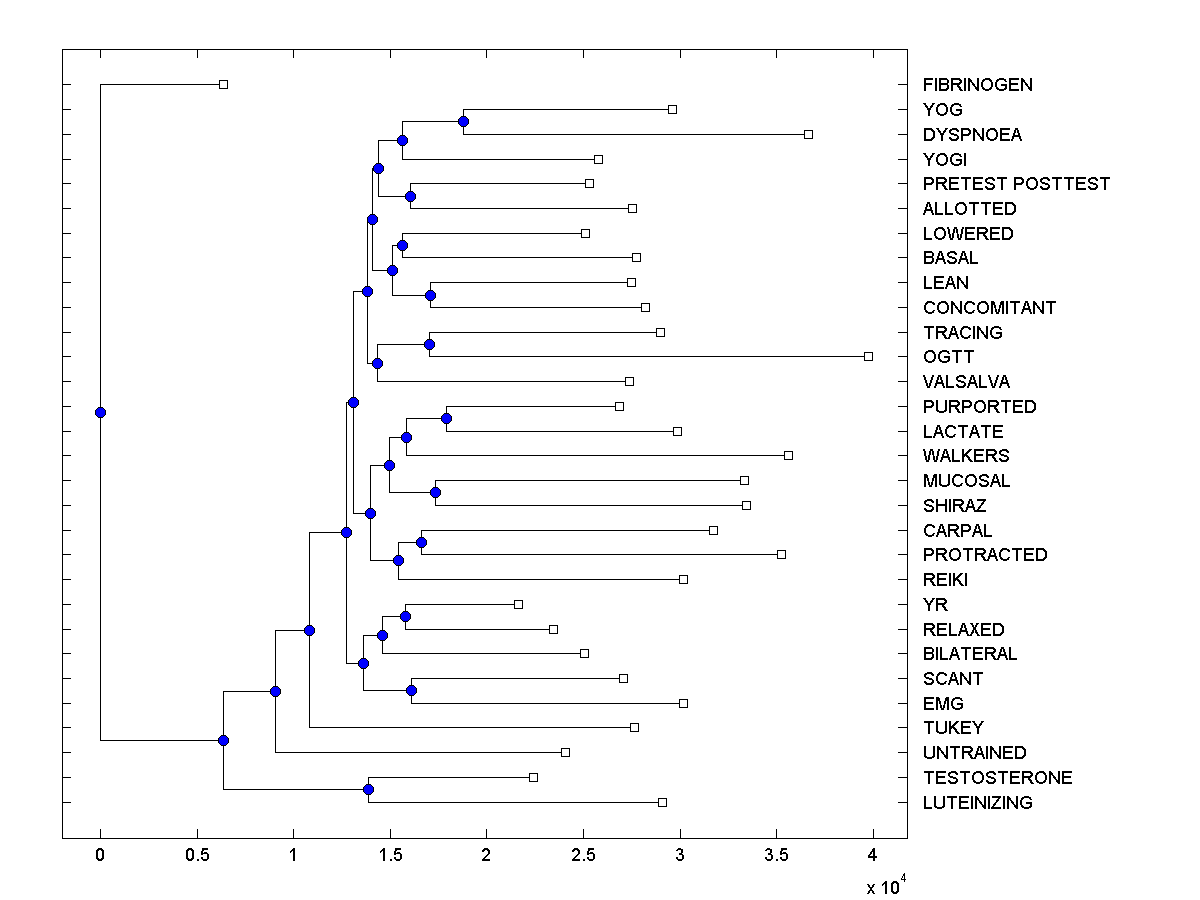 FIBRINOGEN
YOG
DYSPNOEA
YOGI
PRETEST POSTTEST
ALLOTTED
LOWERED
BASAL
LEAN
CONCOMITANT
TRACING
OGTT
VALSALVA
PURPORTED
LACTATE
WALKERS
MUCOSAL
SHIRAZ
CARPAL
PROTRACTED
REIKI
YR
RELAXED
BILATERAL
SCANT
EMG
TUKEY
UNTRAINED
TESTOSTERONE
LUTEINIZING
0 0.5 1 1.5 2 2.5 3 3.5 4
x 10^4